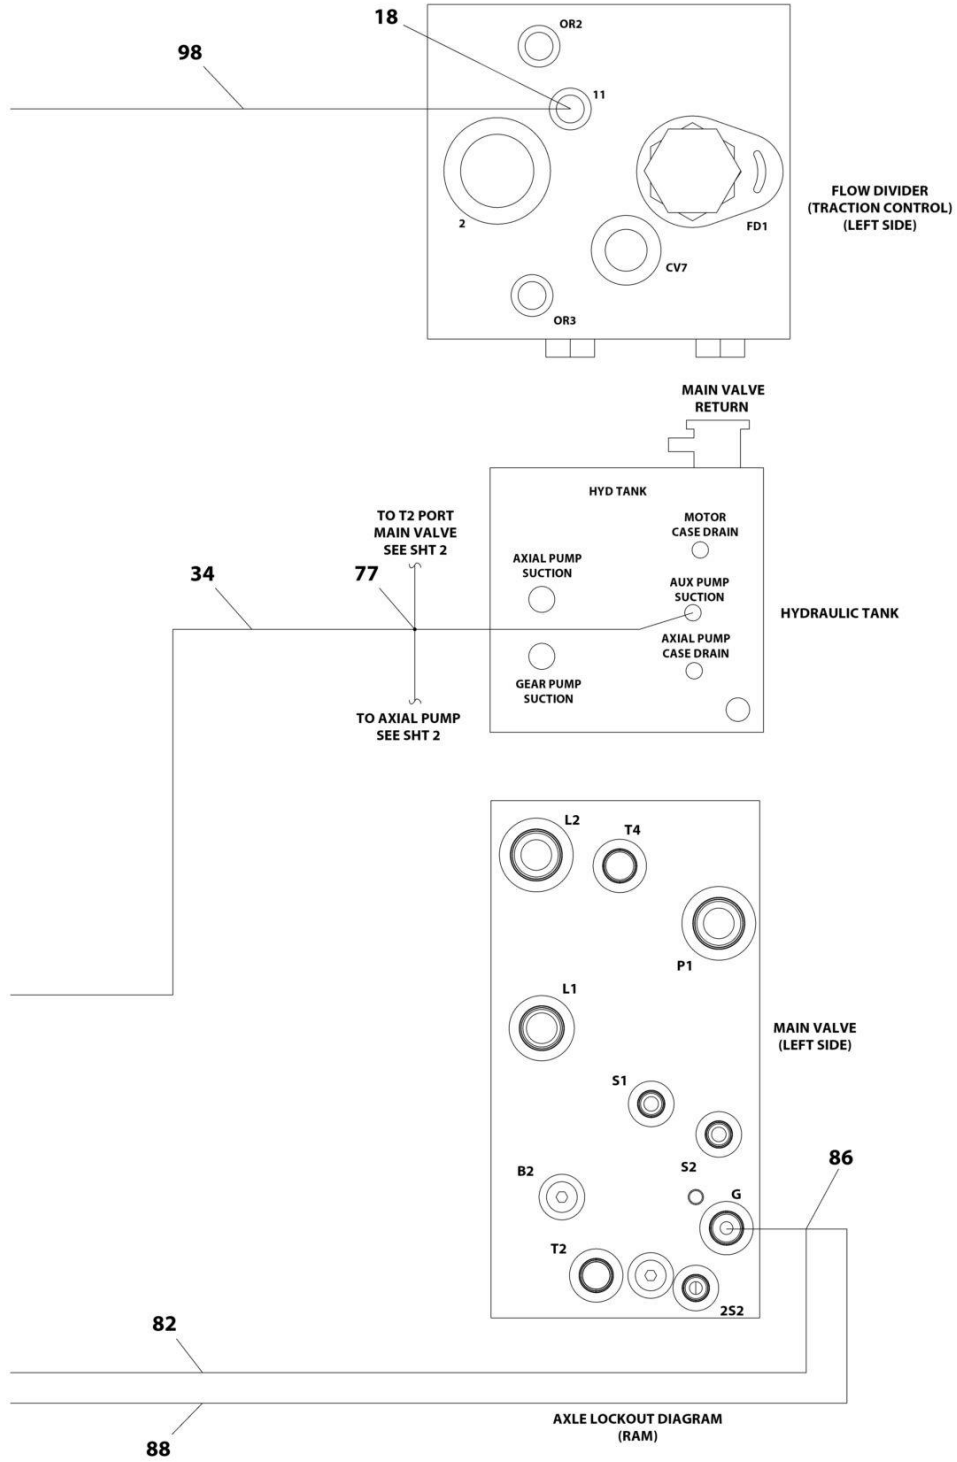 18
OR2
98
11
2
FD1
CV7
OR3
FLOW DIVIDER
(TRACTION CONTROL)
(LEFT SIDE)
MAIN VALVE
RETURN
HYD TANK
TO T2 PORT
MAIN VALVE
SEE SHT 2
MOTOR
CASE DRAIN
AXIAL PUMP
SUCTION
34
77
AUX PUMP
SUCTION
HYDRAULIC TANK
AXIAL PUMP
CASE DRAIN
GEAR PUMP
SUCTION
TO AXIAL PUMP
SEE SHT 2
L2
T4
P1
L1
MAIN VALVE
(LEFT SIDE)
S1
S2
86
B2
G
T2
2S2
82
88
AXLE LOCKOUT DIAGRAM
(RAM)